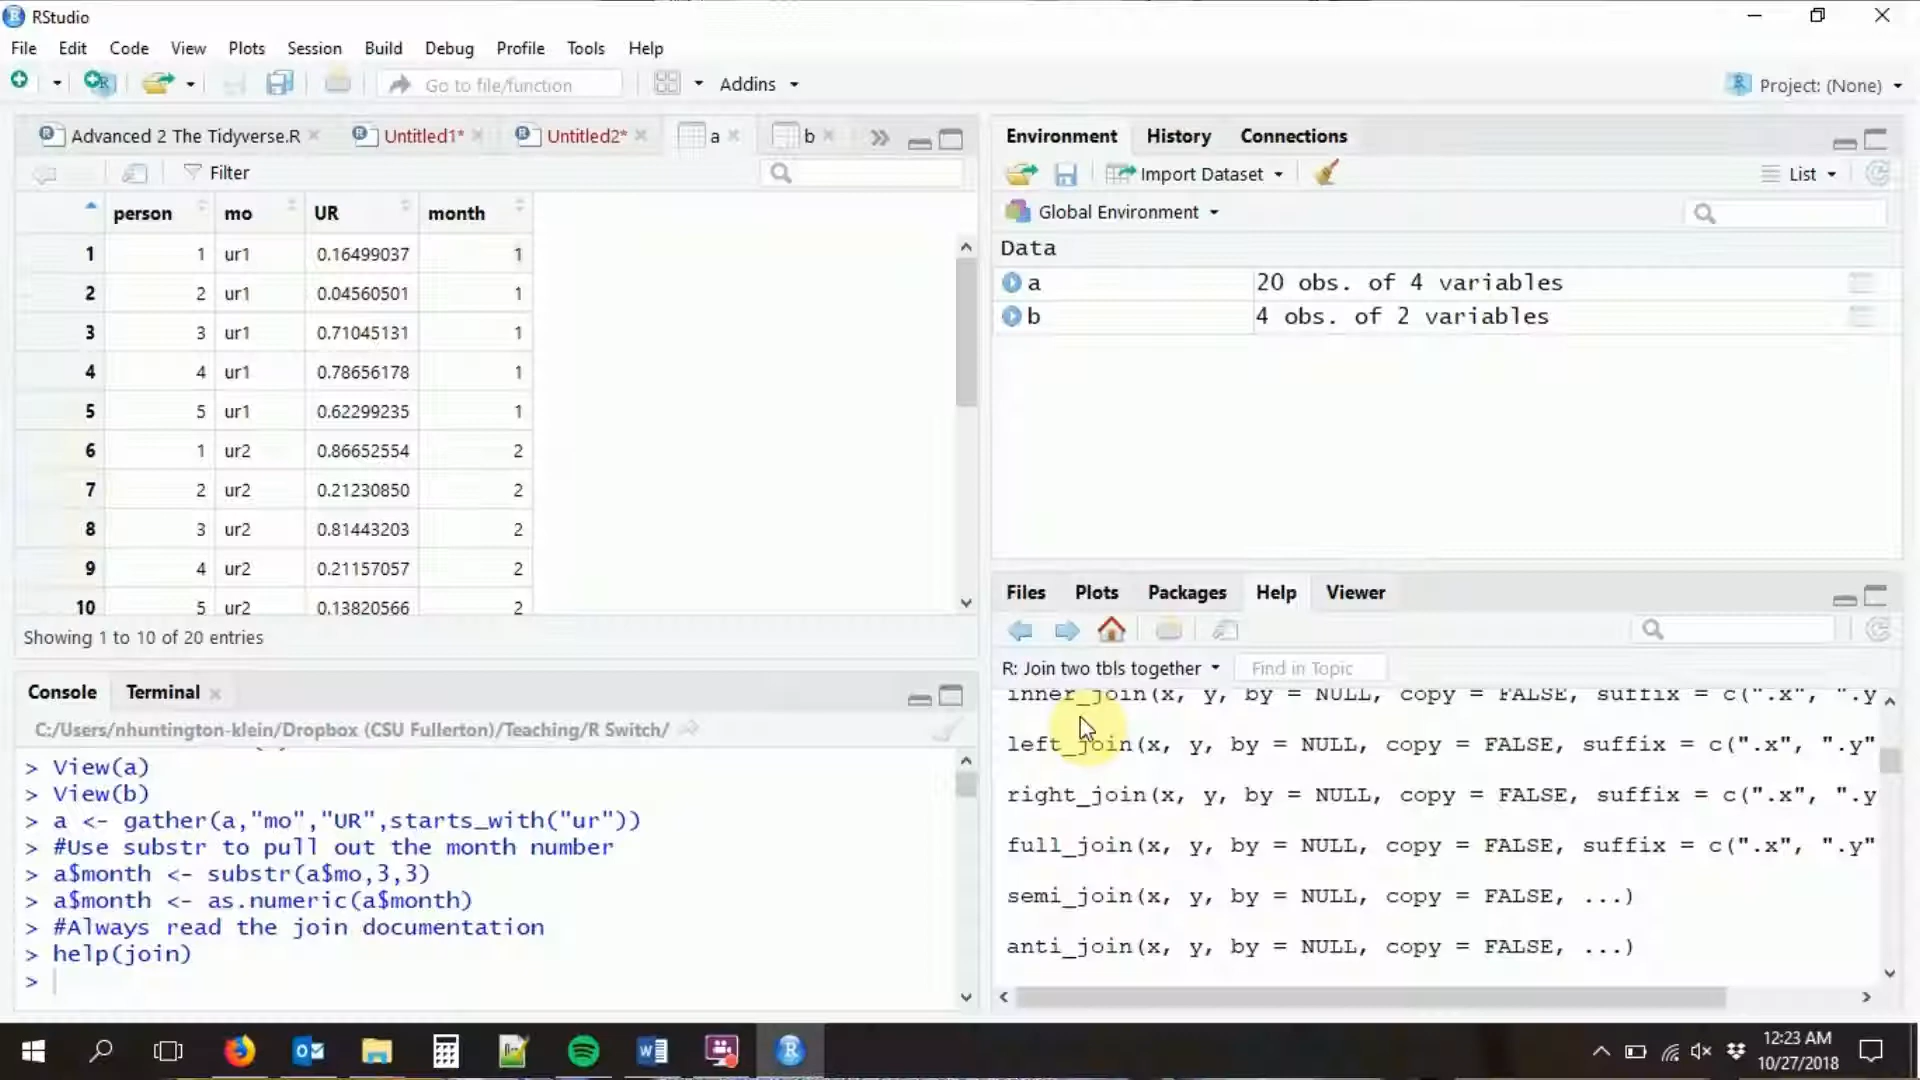 RStudio
File Edit Code View Plots Session Build Debug Profile Tools Help
Go to file/function Addins Project: (None)
Advanced 2 The Tidyverse.R Untitled1* Untitled2* a b
Filter
person mo UR month
1 1 ur1 0.16499037 1
2 2 ur1 0.04560501 1
3 3 ur1 0.71045131 1
4 4 ur1 0.78656178 1
5 5 ur1 0.62299235 1
6 1 ur2 0.86652554 2
7 2 ur2 0.21230850 2
8 3 ur2 0.81443203 2
9 4 ur2 0.21157057 2
10 5 ur2 0.13820566 2
Showing 1 to 10 of 20 entries
Console Terminal
C:/Users/nhuntington-klein/Dropbox (CSU Fullerton)/Teaching/R Switch/
> View(a)
> View(b)
> a <- gather(a,"mo","UR",starts_with("ur"))
> #Use substr to pull out the month number
> a$month <- substr(a$mo,3,3)
> a$month <- as.numeric(a$month)
> #Always read the join documentation
> help(join)
>
Environment History Connections
Import Dataset List
Global Environment
Data
a 20 obs. of 4 variables
b 4 obs. of 2 variables
Files Plots Packages Help Viewer
R: Join two tbls together Find in Topic
inner_join(x, y, by = NULL, copy = FALSE, suffix = c(".x", ".y
left_join(x, y, by = NULL, copy = FALSE, suffix = c(".x", ".y"
right_join(x, y, by = NULL, copy = FALSE, suffix = c(".x", ".y
full_join(x, y, by = NULL, copy = FALSE, suffix = c(".x", ".y"
semi_join(x, y, by = NULL, copy = FALSE, ...)
anti_join(x, y, by = NULL, copy = FALSE, ...)
12:23 AM
10/27/2018